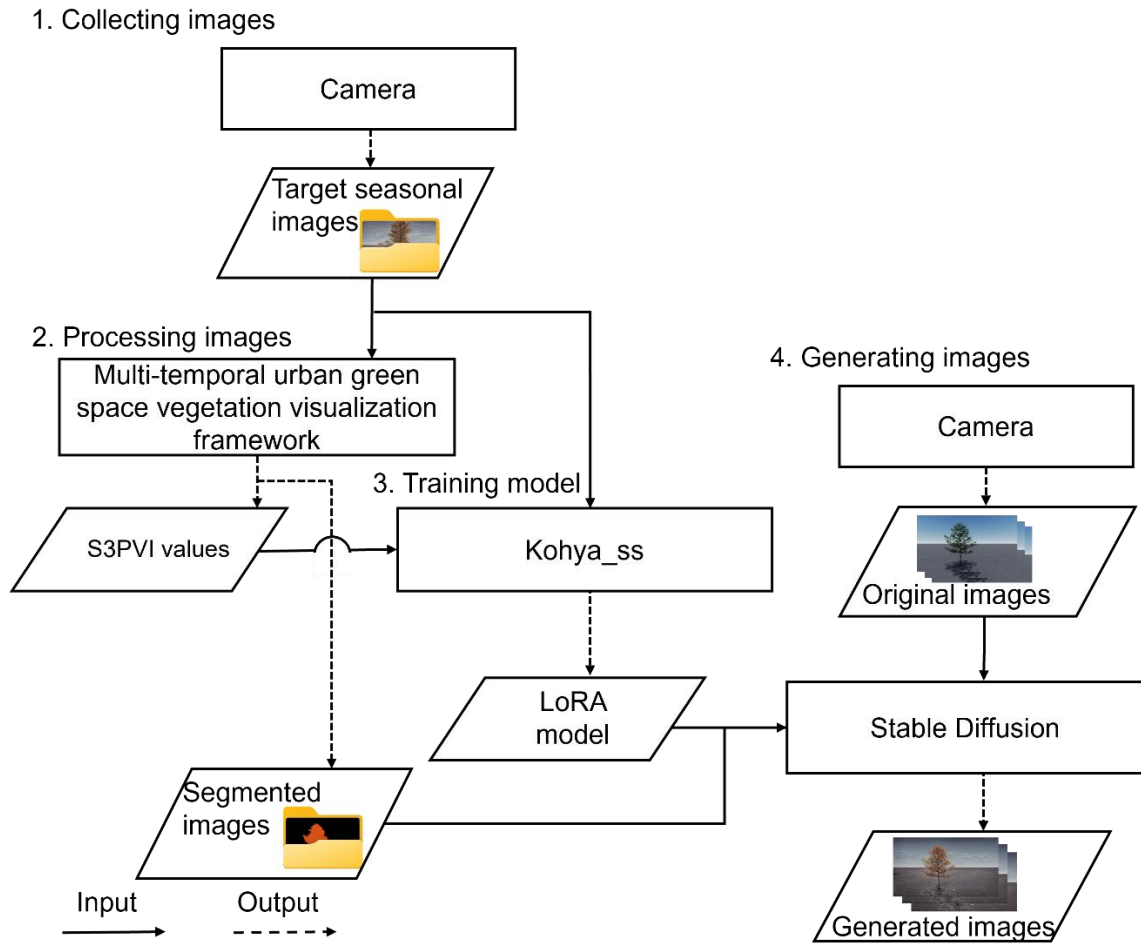 1. Collecting images
Camera
Target seasonal
images
2. Processing images
Multi-temporal urban green
space vegetation visualization
framework
S3PVI values
3. Training model
Kohya_ss
LoRA
model
Segmented
images
4. Generating images
Camera
Original images
Stable Diffusion
Generated images
Input
Output